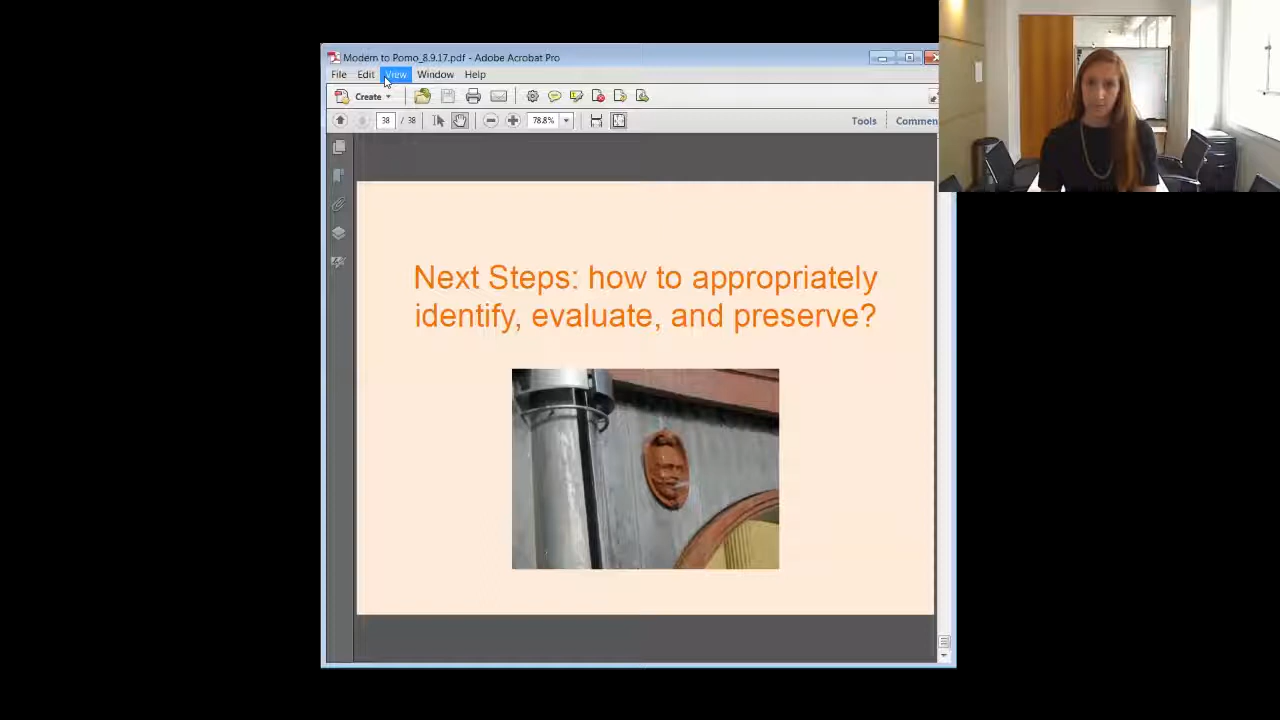 Modern to Pomo_8.9.17.pdf - Adobe Acrobat Pro
File Edit View Window Help
Create
38 / 38 78.8% Tools Commen
Next Steps: how to appropriately
identify, evaluate, and preserve?